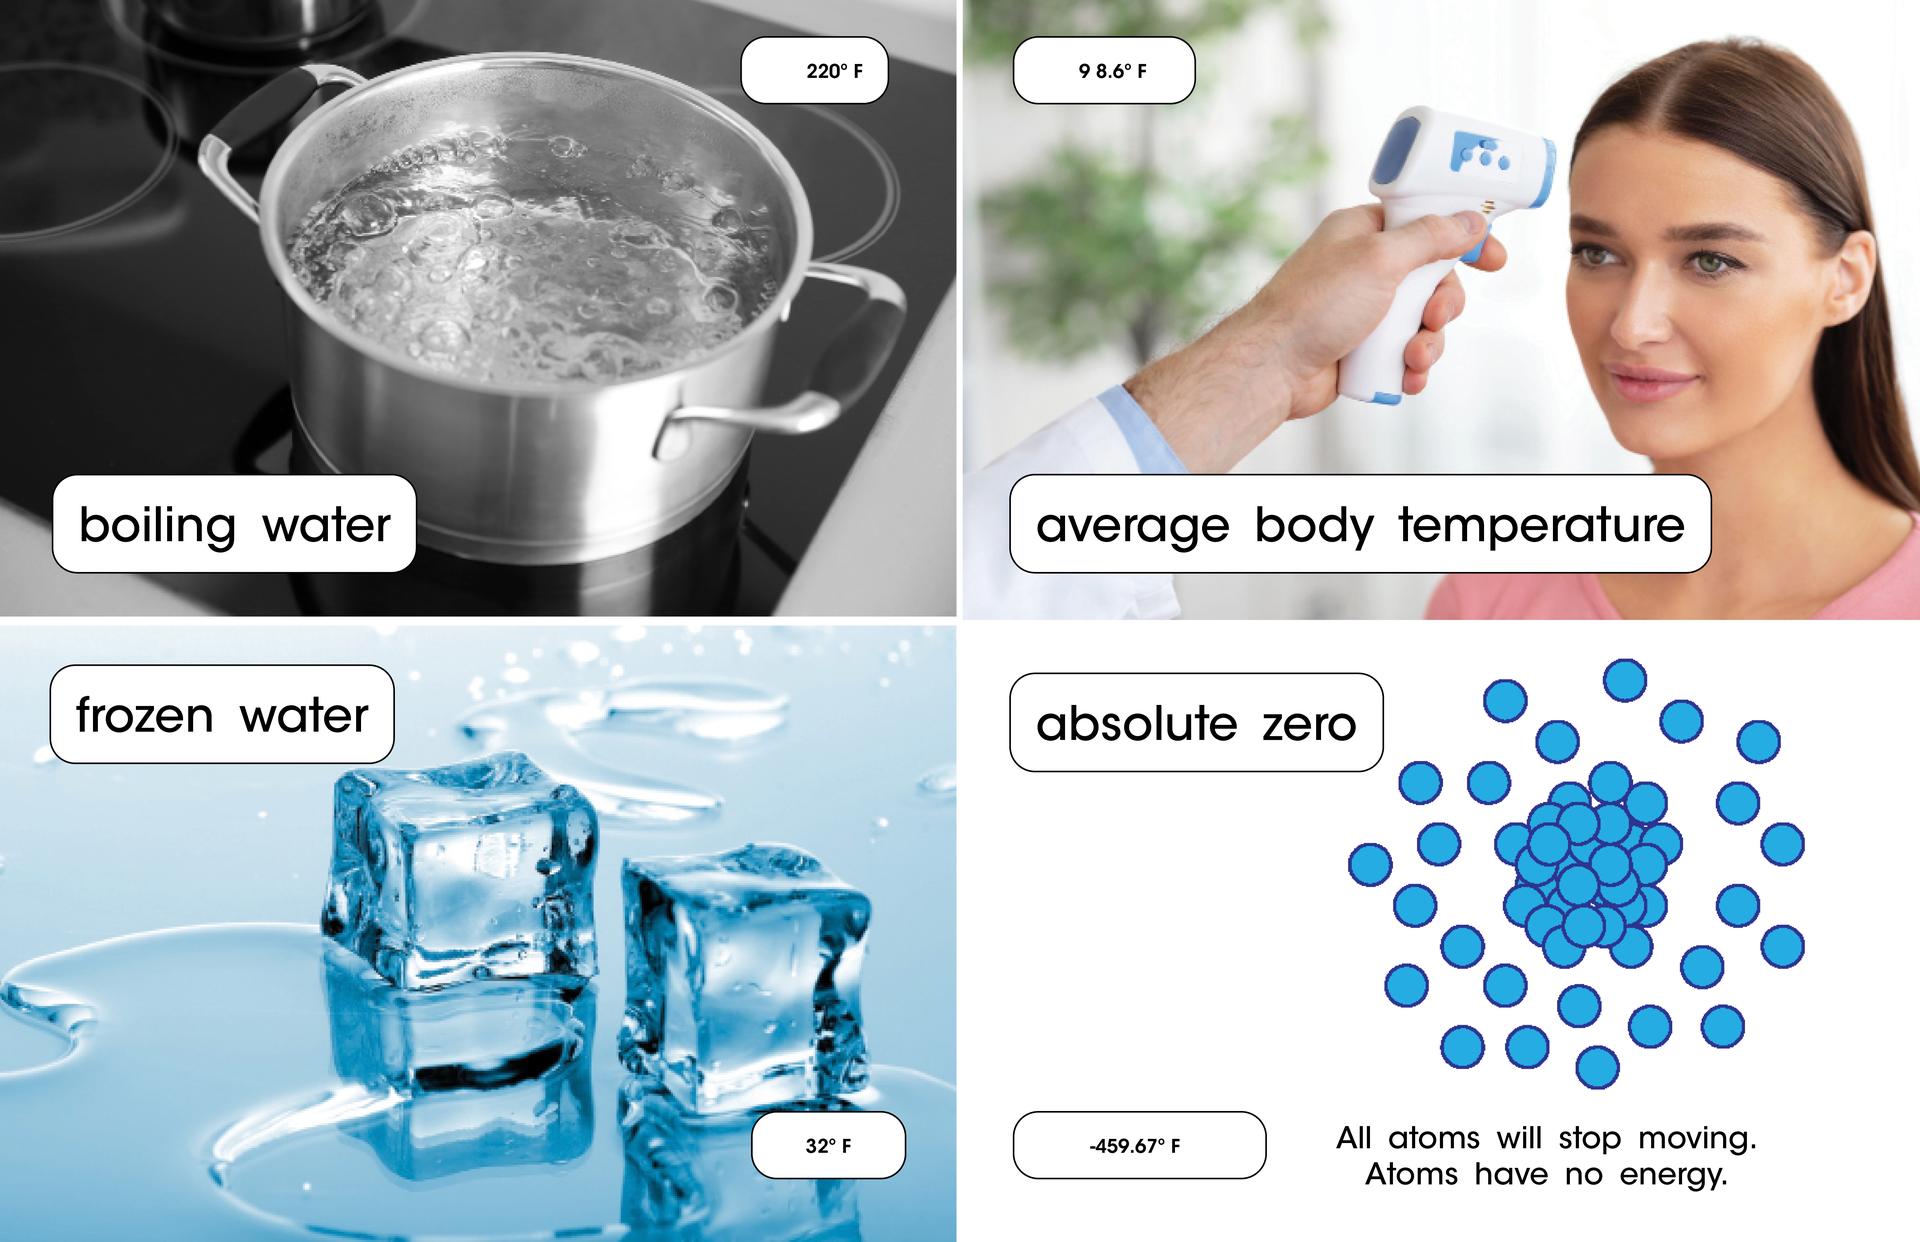 220° F
boiling water
9 8.6° F
average body temperature
frozen water
32° F
absolute zero
-459.67° F
All atoms will stop moving.
Atoms have no energy.